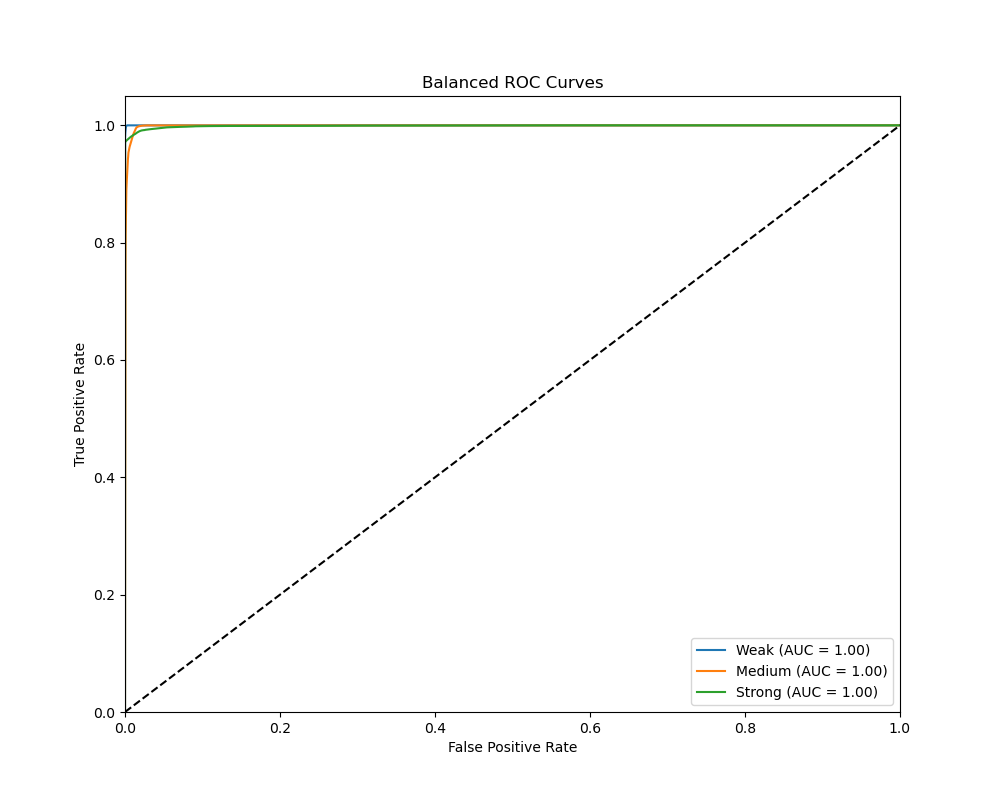 Balanced ROC Curves
True Positive Rate
1.0
0.8
0.6
0.4
0.2
0.0
Weak (AUC = 1.00)
Medium (AUC = 1.00)
Strong (AUC = 1.00)
0.0 0.2 0.4 0.6 0.8 1.0
False Positive Rate